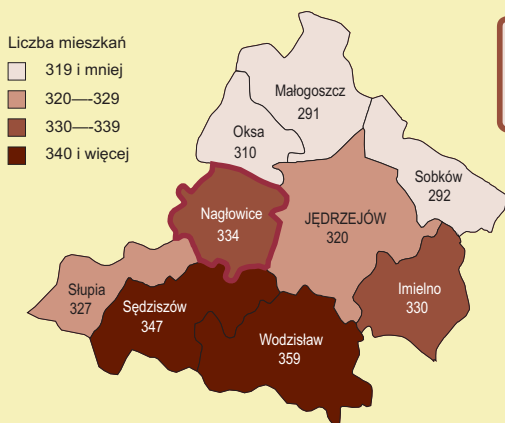 Liczba mieszkań
319 i mniej
320–-329
330–-339
340 i więcej
Małogoszcz
291
Oksa
310
Sobków
292
Nagłowice
334
JĘDRZEJÓW
320
Imielno
330
Słupia
327
Sędziszów
347
Wodzisław
359